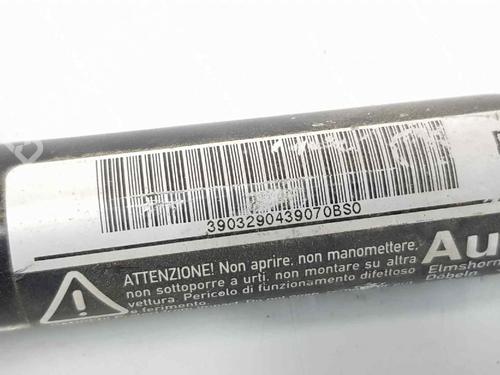 3903290439070BS0
ATTENZIONE! Non aprire, non manomettere,
non sottoporre a urti, non montare su altra
vettura. Pericolo di funzionamento difettoso
e ferimento.
Au
Elmshorn
Döbeln